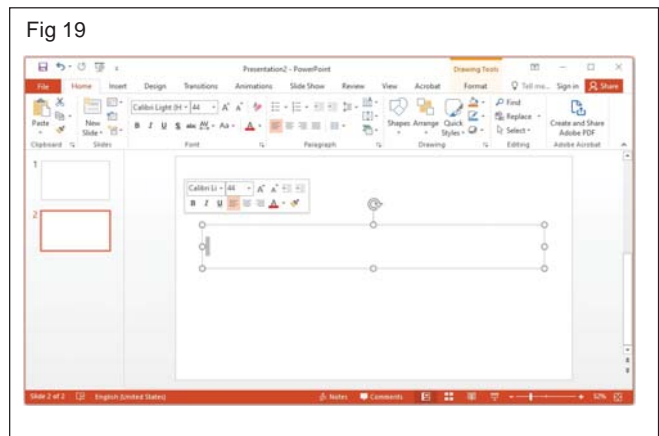 Fig 19
Presentation2 - PowerPoint
Drawing Tools
File Home Insert Design Transitions Animations Slide Show Review View Acrobat Format Tell me... Sign in Share
Calibri Light (H 44 A A
Find
Replace
Select
Paste
New Slide
B I U S abc AV Aa A
Shapes Arrange Quick Styles
Create and Share Adobe PDF
Clipboard Slides Font Paragraph Drawing Editing Adobe Acrobat
1
Calibri Li 44 A A
B I U A
2
Slide 2 of 2 English (United States) Notes Comments 52%